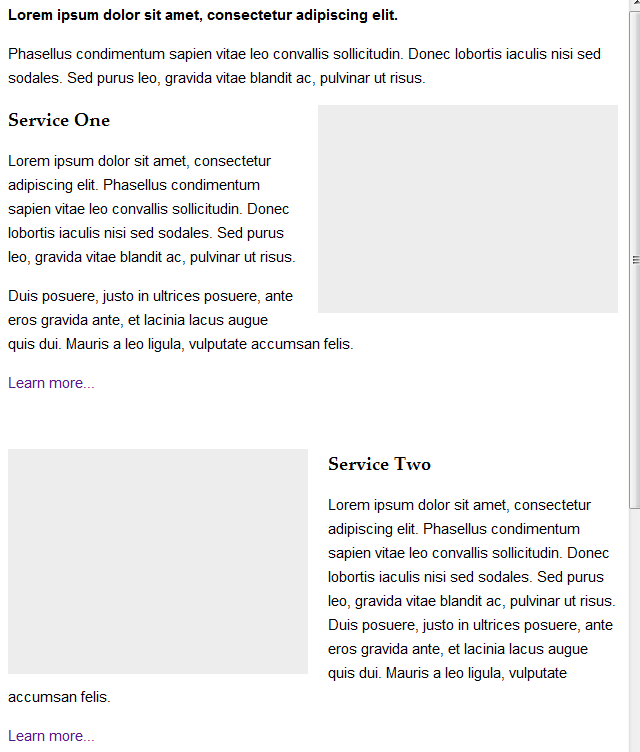 Lorem ipsum dolor sit amet, consectetur adipiscing elit.
Phasellus condimentum sapien vitae leo convallis sollicitudin. Donec lobortis iaculis nisi sed
sodales. Sed purus leo, gravida vitae blandit ac, pulvinar ut risus.
Service One
Lorem ipsum dolor sit amet, consectetur
adipiscing elit. Phasellus condimentum
sapien vitae leo convallis sollicitudin. Donec
lobortis iaculis nisi sed sodales. Sed purus
leo, gravida vitae blandit ac, pulvinar ut risus.
Duis posuere, justo in ultrices posuere, ante
eros gravida ante, et lacinia lacus augue
quis dui. Mauris a leo ligula, vulputate accumsan felis.
Learn more...
Service Two
Lorem ipsum dolor sit amet, consectetur
adipiscing elit. Phasellus condimentum
sapien vitae leo convallis sollicitudin. Donec
lobortis iaculis nisi sed sodales. Sed purus
leo, gravida vitae blandit ac, pulvinar ut risus.
Duis posuere, justo in ultrices posuere, ante
eros gravida ante, et lacinia lacus augue
quis dui. Mauris a leo ligula, vulputate
accumsan felis.
Learn more...